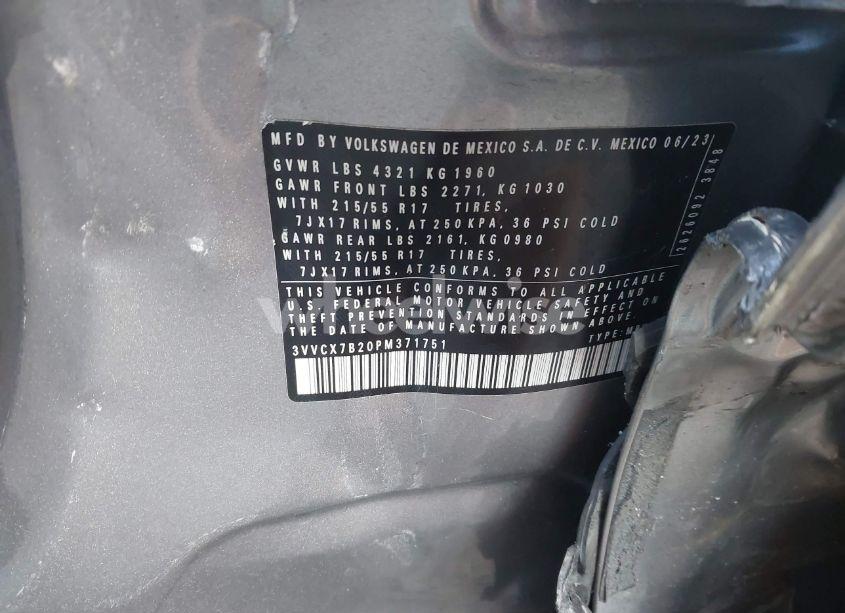 MFD BY VOLKSWAGEN DE MEXICO S.A. DE C.V. MEXICO 06/23
GVWR LBS 4321 KG 1960
GAWR FRONT LBS 2271, KG 1030
WITH 215/55 R17 TIRES,
7JX17 RIMS, AT 250 KPA, 36 PSI COLD
GAWR REAR LBS 2161, KG 0980
WITH 215/55 R17 TIRES,
7JX17 RIMS, AT 250 KPA, 36 PSI COLD
THIS VEHICLE CONFORMS TO ALL APPLICABLE
U.S. FEDERAL MOTOR VEHICLE SAFETY AND
THEFT PREVENTION STANDARDS IN EFFECT ON
THE DATE OF MANUFACTURE SHOWN ABOVE.
3VVCX7B20PM371751 TYPE:
2626092 3848
wheelwise